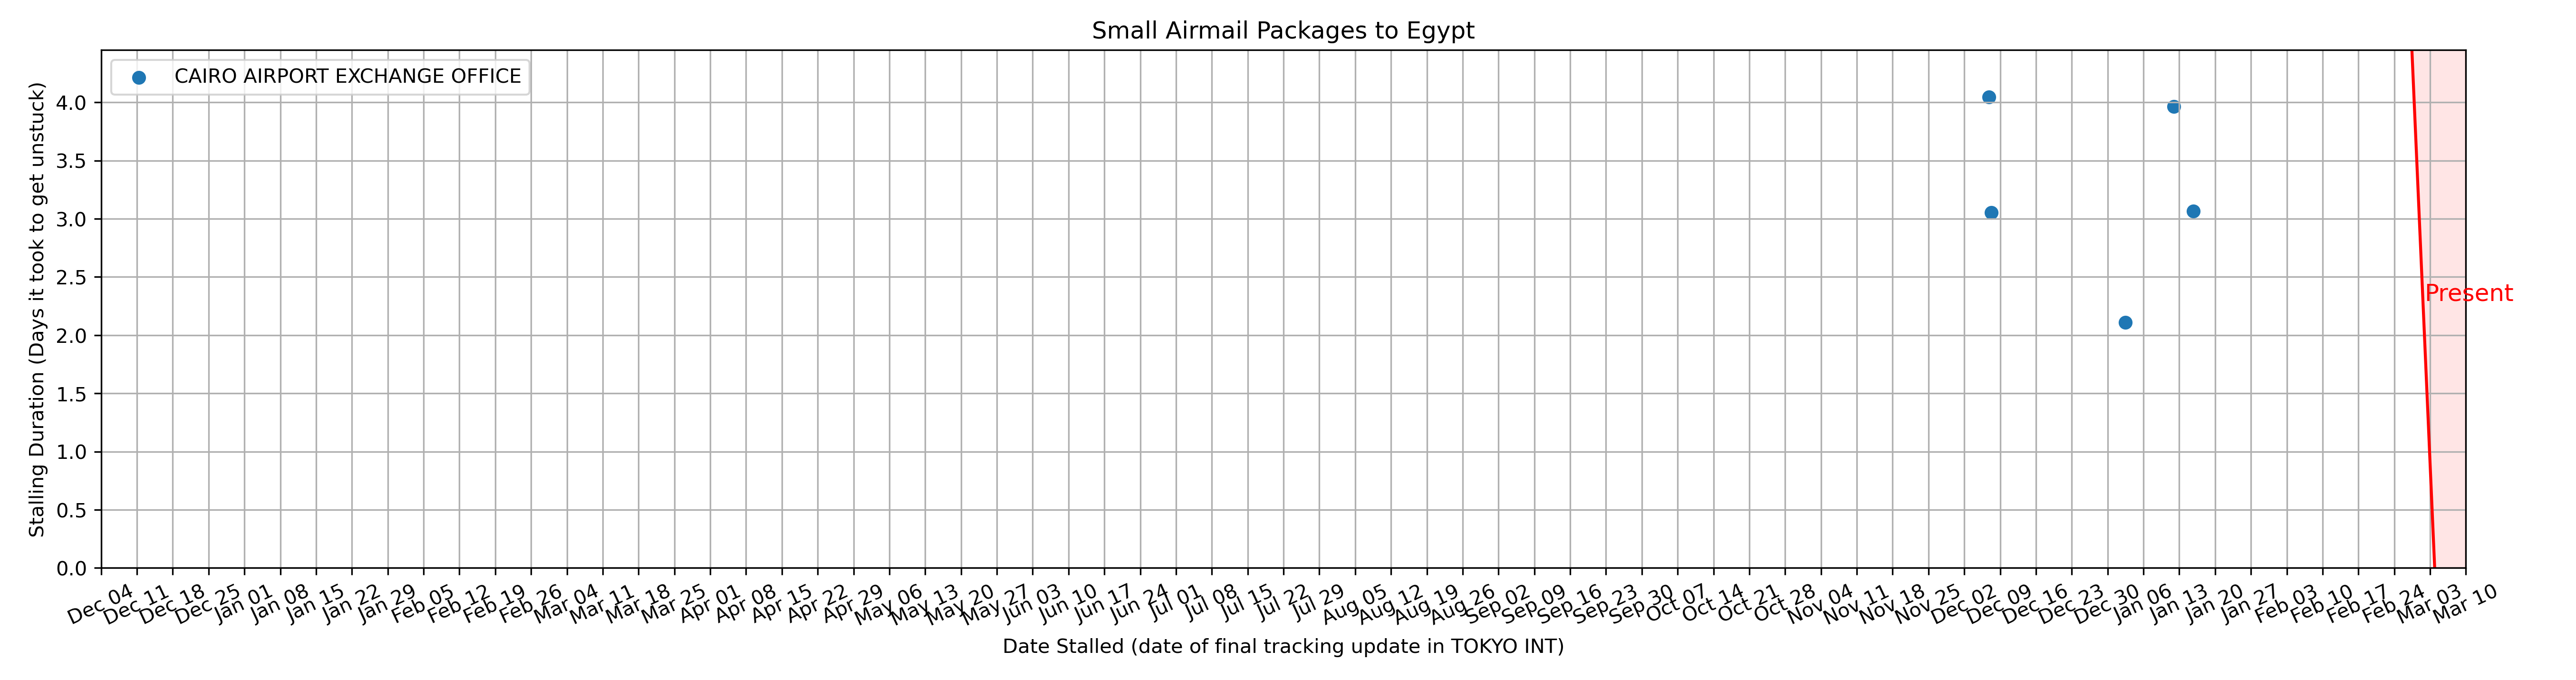 Small Airmail Packages to Egypt
CAIRO AIRPORT EXCHANGE OFFICE
Stalling Duration (Days it took to get unstuck)
4.0
3.5
3.0
2.5
2.0
1.5
1.0
0.5
0.0
Present
Dec 04 Dec 11 Dec 18 Dec 25 Jan 01 Jan 08 Jan 15 Jan 22 Jan 29 Feb 05 Feb 12 Feb 19 Feb 26 Mar 04 Mar 11 Mar 18 Mar 25 Apr 01 Apr 08 Apr 15 Apr 22 Apr 29 May 06 May 13 May 20 May 27 Jun 03 Jun 10 Jun 17 Jun 24 Jul 01 Jul 08 Jul 15 Jul 22 Jul 29 Aug 05 Aug 12 Aug 19 Aug 26 Sep 02 Sep 09 Sep 16 Sep 23 Sep 30 Oct 07 Oct 14 Oct 21 Oct 28 Nov 04 Nov 11 Nov 18 Nov 25 Dec 02 Dec 09 Dec 16 Dec 23 Dec 30 Jan 06 Jan 13 Jan 20 Jan 27 Feb 03 Feb 10 Feb 17 Feb 24 Mar 03 Mar 10
Date Stalled (date of final tracking update in TOKYO INT)